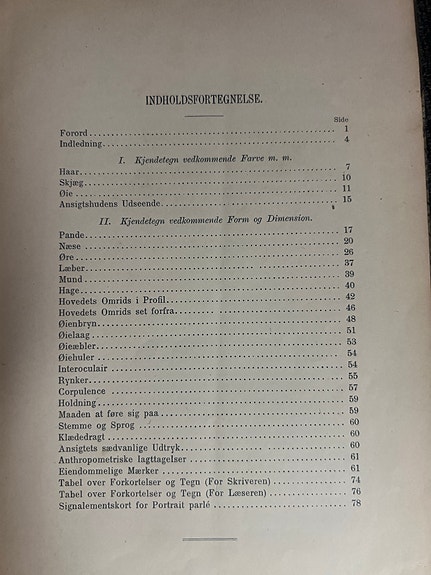 INDHOLDSFORTEGNELSE.
Side
Forord 1
Indledning 4
I. Kjendetegn vedkommende Farve m. m.
Haar 7
Skjæg 10
Øie 11
Ansigtshudens Udseende 15
II. Kjendetegn vedkommende Form og Dimension.
Pande 17
Næse 20
Øre 26
Læber 37
Mund 39
Hage 40
Hovedets Omrids i Profil 42
Hovedets Omrids set forfra 46
Øienbryn 48
Øielaag 51
Øieæbler 53
Øiehuler 54
Interoculair 54
Rynker 55
Corpulence 57
Holdning 59
Maaden at føre sig paa 59
Stemme og Sprog 60
Klædedragt 60
Ansigtets sædvanlige Udtryk 60
Anthropometriske Iagttagelser 61
Eiendommelige Mærker 61
Tabel over Forkortelser og Tegn (For Skriveren) 74
Tabel over Forkortelser og Tegn (For Læseren) 76
Signalementskort for Portrait parlé 78